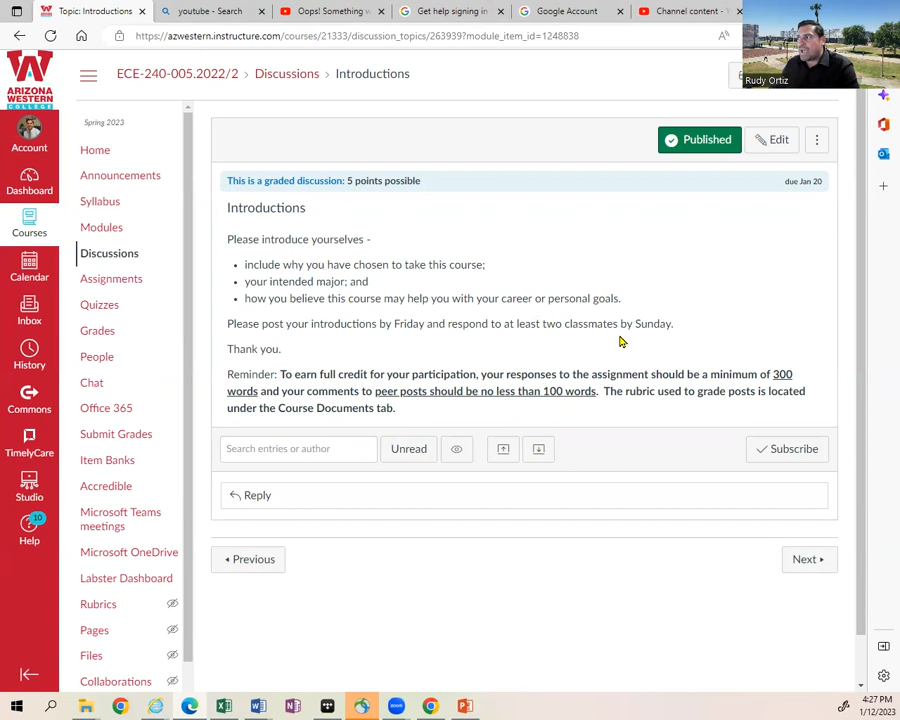 Topic: Introductions
youtube - Search
Oops! Something w
Get help signing in
Google Account
Channel content - Y
https://azwestern.instructure.com/courses/21333/discussion_topics/263939?module_item_id=1248838
Rudy Ortiz
ARIZONA
WESTERN
COLLEGE
Account
Dashboard
Courses
Calendar
Inbox
History
Commons
TimelyCare
Studio
10
Help
ECE-240-005.2022/2 › Discussions › Introductions
Spring 2023
Home
Announcements
Syllabus
Modules
Discussions
Assignments
Quizzes
Grades
People
Chat
Office 365
Submit Grades
Item Banks
Accredible
Microsoft Teams
meetings
Microsoft OneDrive
Labster Dashboard
Rubrics
Pages
Files
Collaborations
Published
Edit
This is a graded discussion: 5 points possible
due Jan 20
Introductions
Please introduce yourselves -
• include why you have chosen to take this course;
• your intended major; and
• how you believe this course may help you with your career or personal goals.
Please post your introductions by Friday and respond to at least two classmates by Sunday.
Thank you.
Reminder: To earn full credit for your participation, your responses to the assignment should be a minimum of 300
words and your comments to peer posts should be no less than 100 words. The rubric used to grade posts is located
under the Course Documents tab.
Search entries or author
Unread
Subscribe
Reply
Previous
Next
4:27 PM
1/12/2023